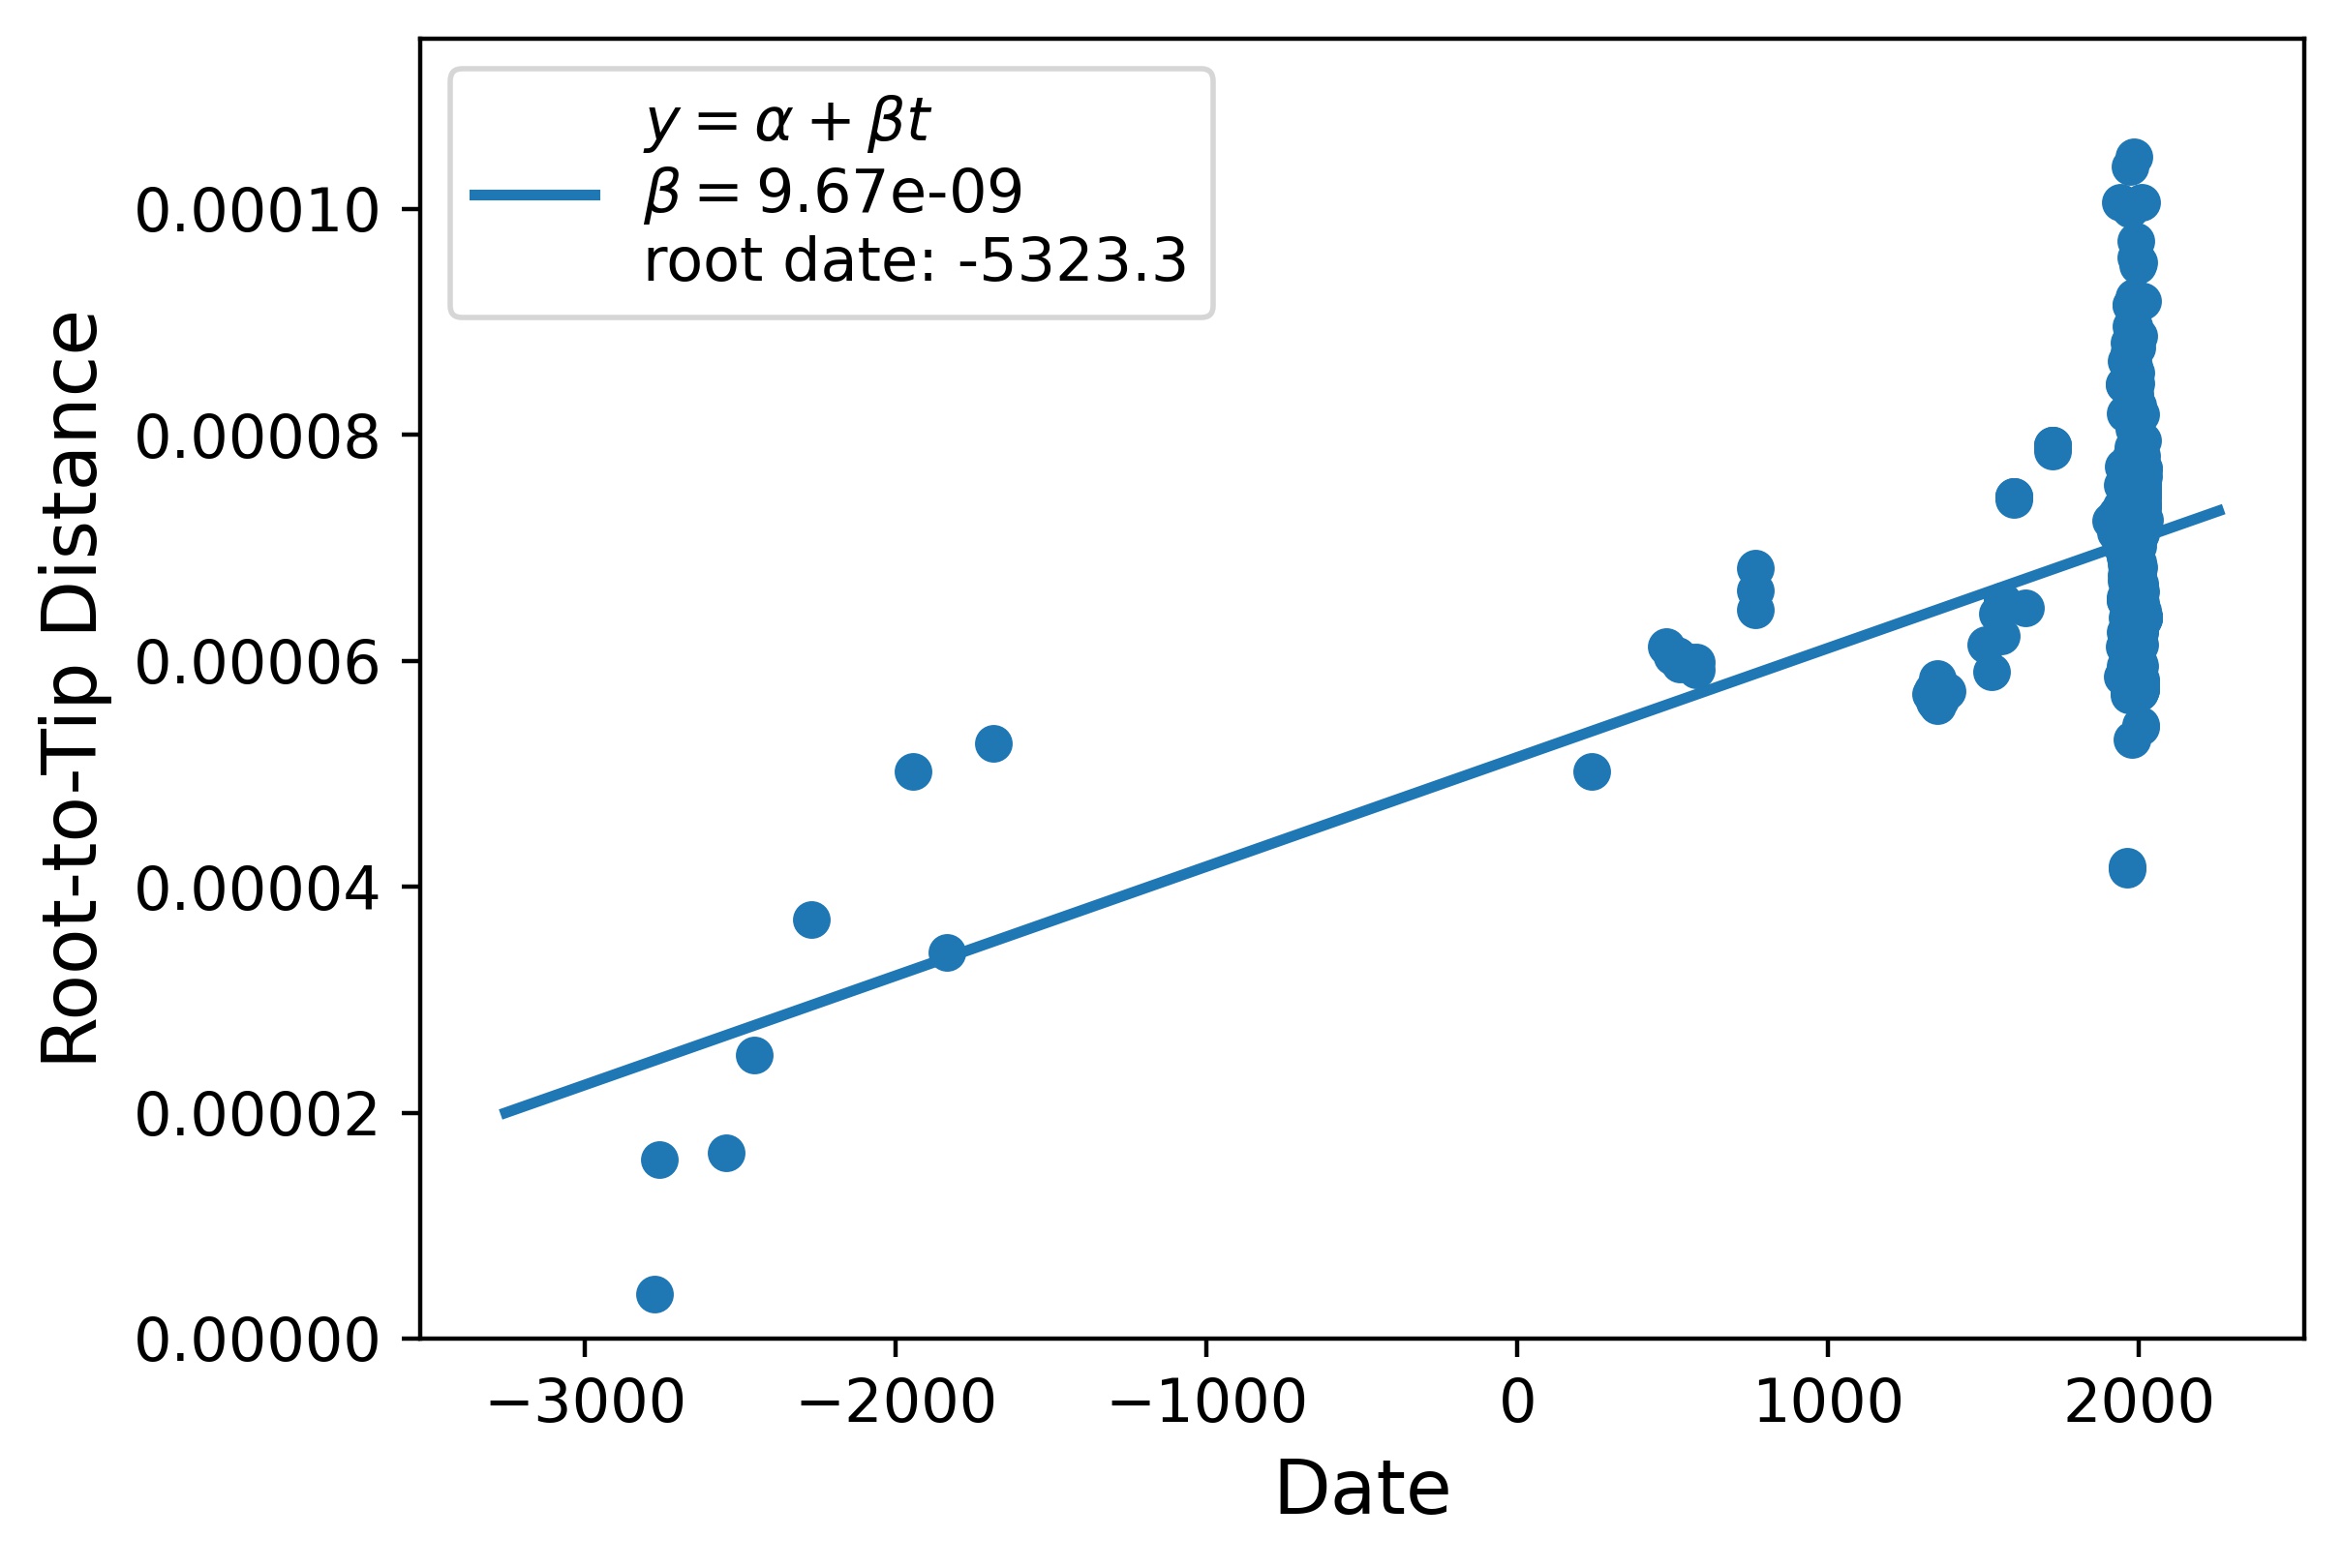 y = α + βt
β = 9.67e-09
root date: -5323.3
Root-to-Tip Distance
0.00010
0.00008
0.00006
0.00004
0.00002
0.00000
−3000 −2000 −1000 0 1000 2000
Date